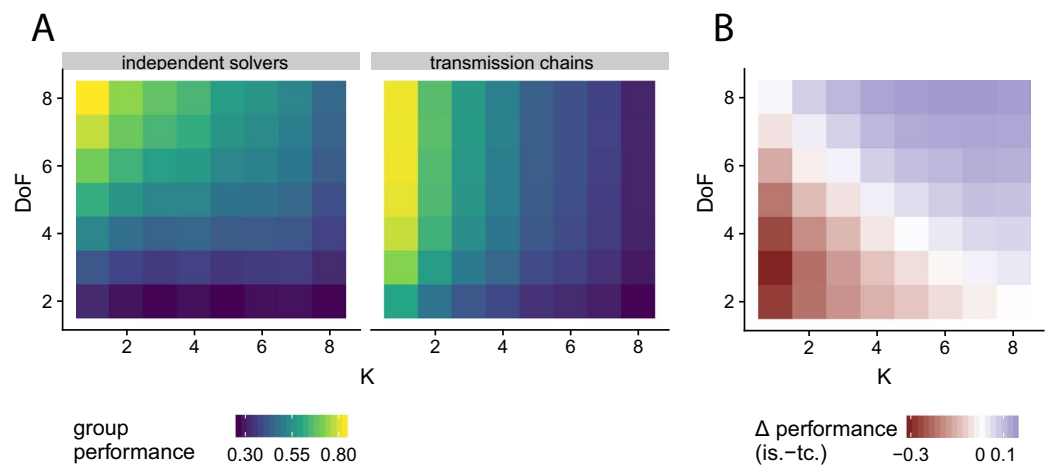 A
B
independent solvers
transmission chains
DoF
8
6
4
2
2 4 6 8
2 4 6 8
K
DoF
8
6
4
2
2 4 6 8
K
group
performance
0.30 0.55 0.80
Δ performance
(is.−tc.)
−0.3 0 0.1